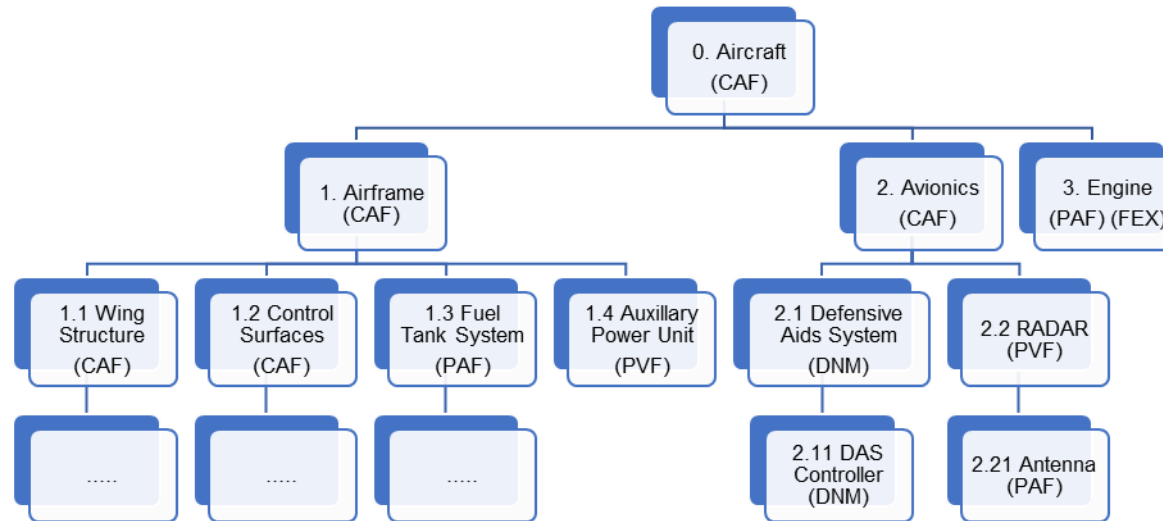 0. Aircraft
(CAF)
1. Airframe
(CAF)
2. Avionics
(CAF)
3. Engine
(PAF) (FEX)
1.1 Wing
Structure
(CAF)
1.2 Control
Surfaces
(CAF)
1.3 Fuel
Tank System
(PAF)
1.4 Auxillary
Power Unit
(PVF)
2.1 Defensive
Aids System
(DNM)
2.2 RADAR
(PVF)
.....
.....
.....
2.11 DAS
Controller
(DNM)
2.21 Antenna
(PAF)